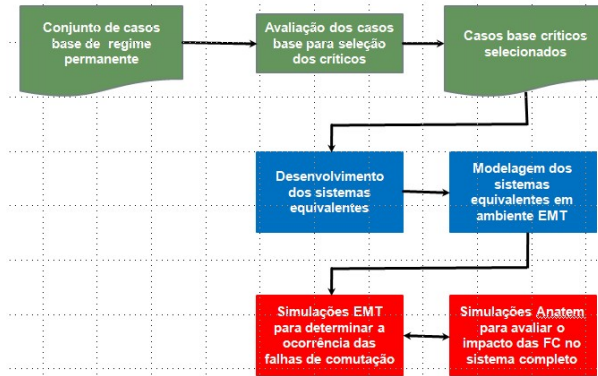 Conjunto de casos
base de regime
permanente
Avaliação dos casos
base para seleção
dos críticos
Casos base críticos
selecionados
Desenvolvimento
dos sistemas
equivalentes
Modelagem dos
sistemas
equivalentes em
ambiente EMT
Simulações EMT
para determinar a
ocorrência das
falhas de comutação
Simulações Anatem
para avaliar o
impacto das FC no
sistema completo